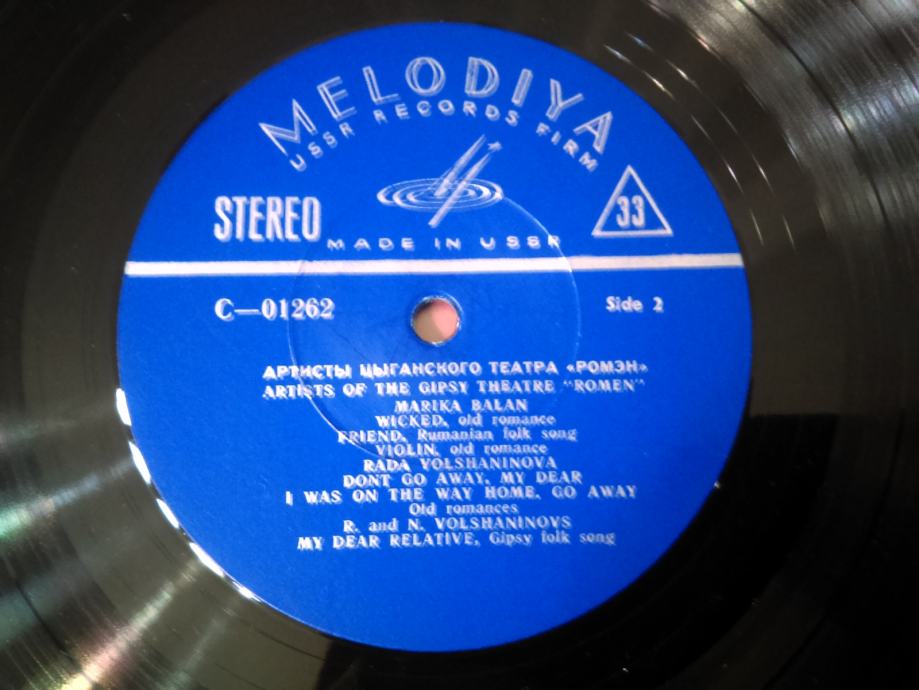 MELODIYA
USSR RECORDS FIRM
STEREO
33
MADE IN USSR
C—01262
Side 2
АРТИСТЫ ЦЫГАНСКОГО ТЕАТРА «РОМЭН»
ARTISTS OF THE GIPSY THEATRE "ROMEN"
MARIKA BALAN
WICKED, old romance
FRIEND, Rumanian folk song
VIOLIN, old romance
RADA VOLSHANINOVA
DONT GO AWAY, MY DEAR
I WAS ON THE WAY HOME, GO AWAY
Old romances
R. and N. VOLSHANINOVS
MY DEAR RELATIVE, Gipsy folk song